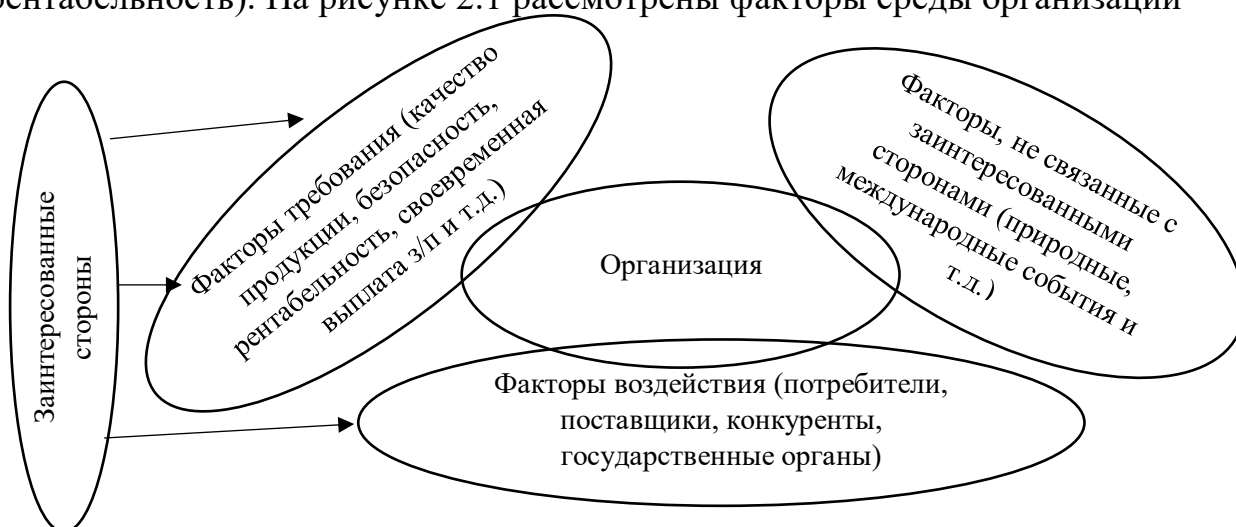 рентабельность). На рисунке 2.1 рассмотрены факторы среды организации
Заинтересованные
стороны
Факторы требования (качество
продукции, безопасность,
рентабельность, своевременная
выплата з/п и т.д.)
Организация
Факторы, не связанные с
заинтересованными
сторонами (природные,
международные события и
т.д.)
Факторы воздействия (потребители,
поставщики, конкуренты,
государственные органы)